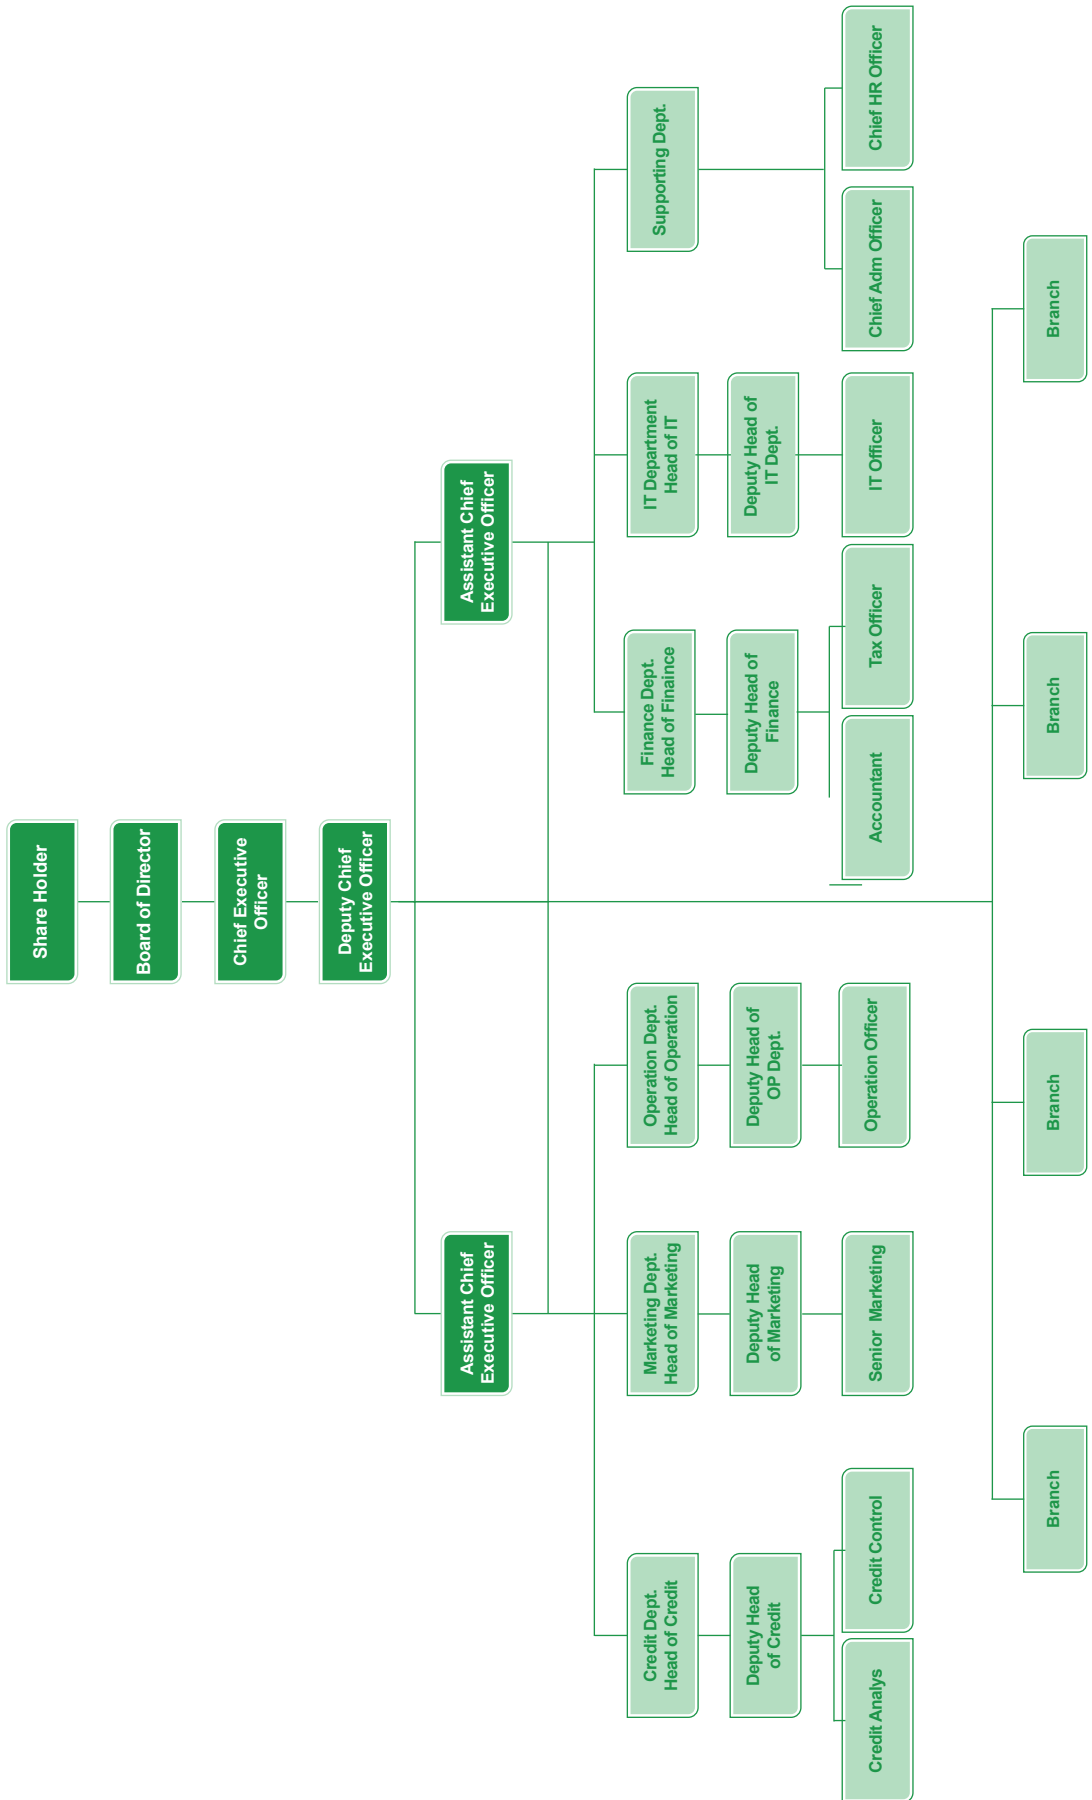 Share Holder
Board of Director
Chief Executive
Officer
Deputy Chief
Executive Officer
Assistant Chief
Executive Officer
Assistant Chief
Executive Officer
Credit Dept.
Head of Credit
Marketing Dept.
Head of Marketing
Operation Dept.
Head of Operation
Finance Dept.
Head of Finaince
IT Department
Head of IT
Supporting Dept.
Deputy Head
of Credit
Deputy Head
of Marketing
Deputy Head of
OP Dept.
Deputy Head of
Finance
Deputy Head of
IT Dept.
Credit Analys
Credit Control
Senior Marketing
Operation Officer
Accountant
Tax Officer
IT Officer
Chief Adm Officer
Chief HR Officer
Branch
Branch
Branch
Branch